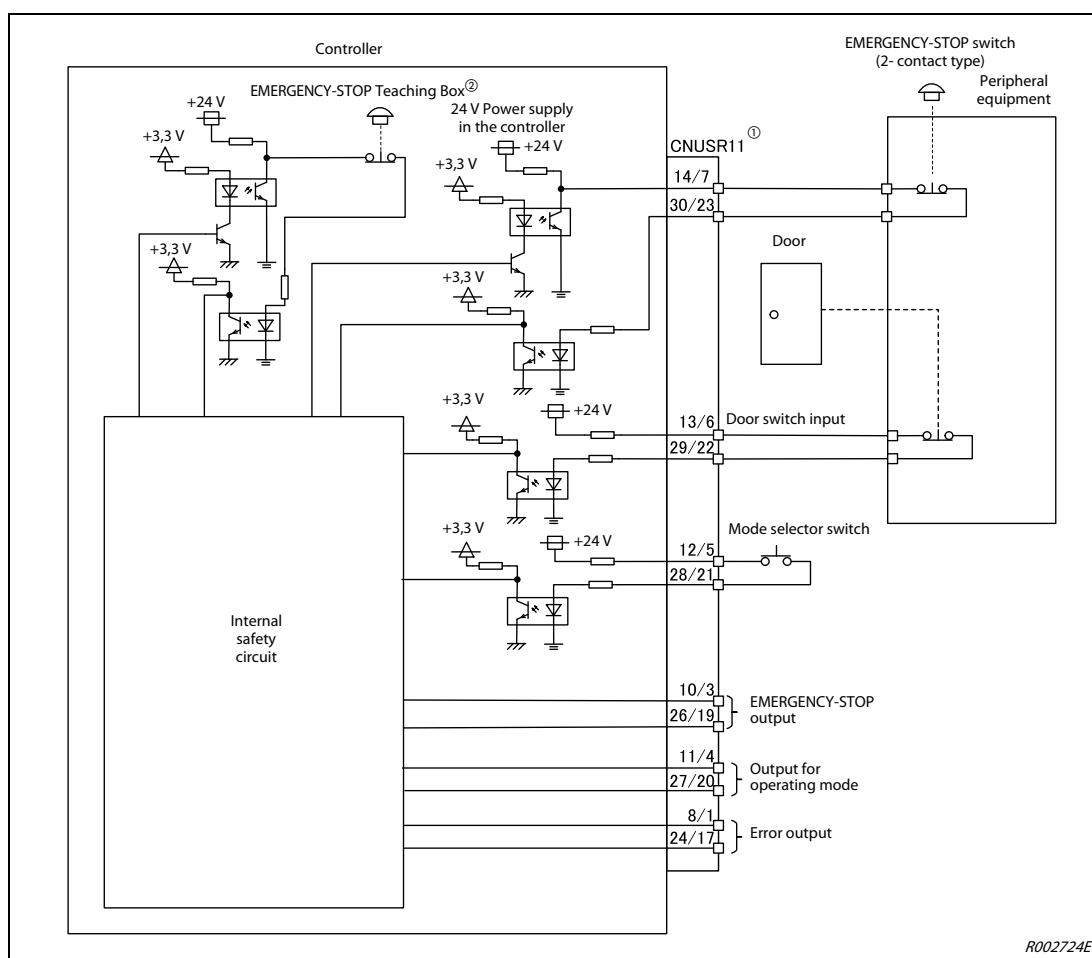 Controller
EMERGENCY-STOP switch
(2- contact type)
Peripheral
equipment
EMERGENCY-STOP Teaching Box②
+24 V
+3,3 V
24 V Power supply
in the controller
+24 V
+3,3 V
CNUSR11 ①
14/7
30/23
+3,3 V
+3,3 V
Door
+3,3 V
+24 V
13/6
Door switch input
29/22
+3,3 V
+24 V
12/5
Mode selector switch
28/21
Internal
safety
circuit
10/3
26/19
EMERGENCY-STOP
output
11/4
27/20
Output for
operating mode
8/1
24/17
Error output
R002724E